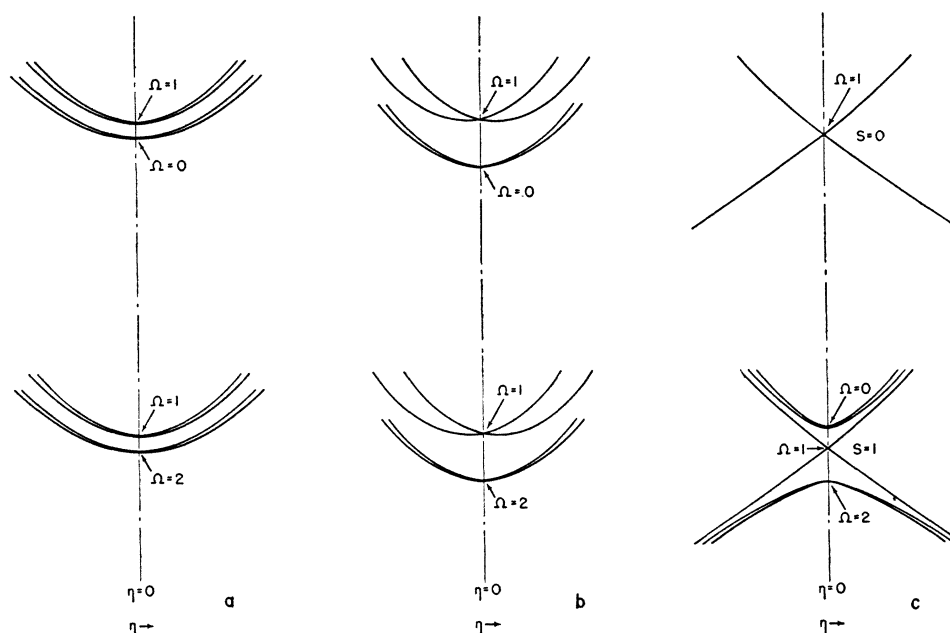 Ω=1
Ω=0
Ω=1
Ω=2
η=0
η→
a
Ω=1
Ω=.0
Ω=1
Ω=2
η=0
η→
b
Ω=1
S=0
Ω=0
Ω=1→
S=1
Ω=2
η=0
η→
c